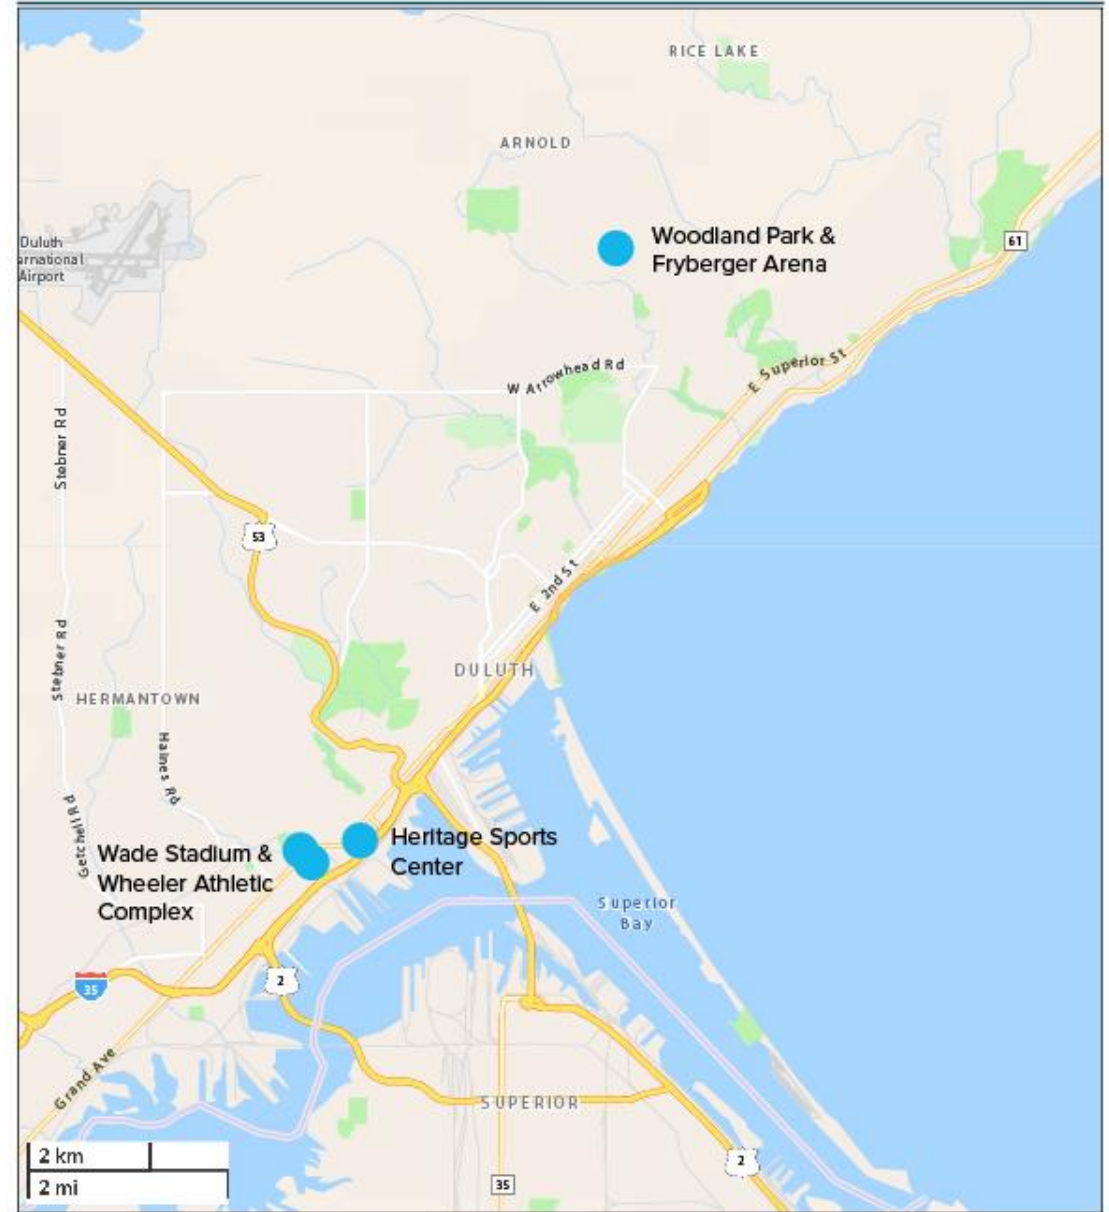 RICE LAKE
ARNOLD
Woodland Park &
Fryberger Arena
61
Duluth
ernational
Airport
E Superior St
W Arrowhead Rd
Stebner Rd
53
E 2nd St
Stebner Rd
DULUTH
HERMANTOWN
Haines Rd
Getchell Rd
Heritage Sports
Center
Wade Stadium &
Wheeler Athletic
Complex
Superior
Bay
2
35
Grand Ave
SUPERIOR
2 km
2 mi
35
2